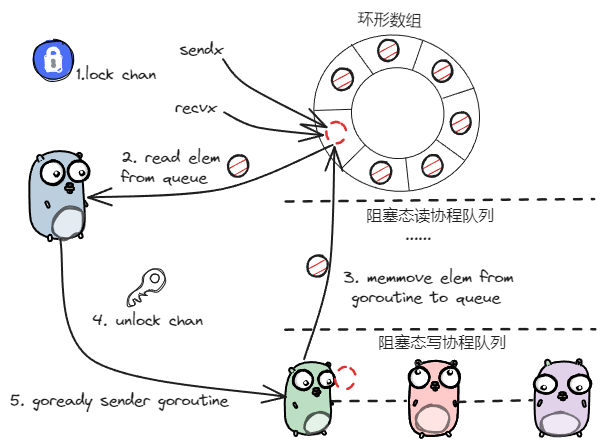 环形数组
sendx
1.lock chan
recvx
2. read elem
from queue
阻塞态读协程队列
......
3. memmove elem from
goroutine to queue
4. unlock chan
阻塞态写协程队列
5. goready sender goroutine